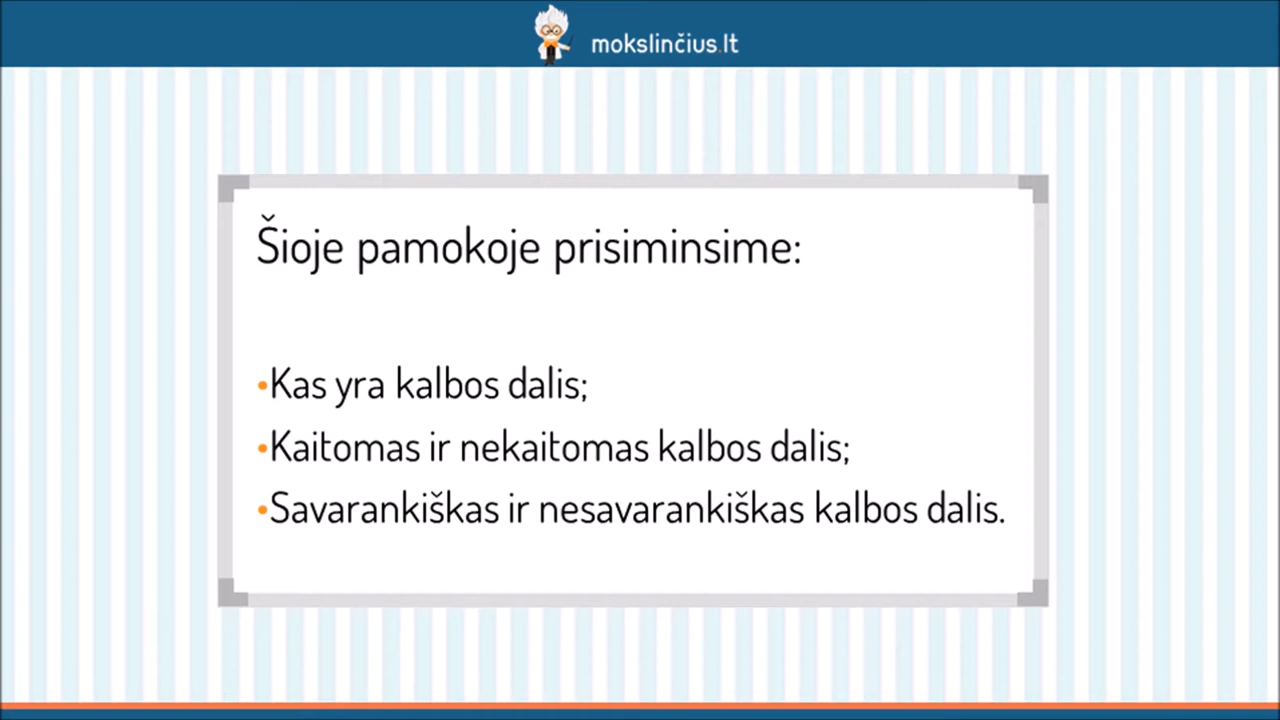 mokslinčius.lt
Šioje pamokoje prisiminsime:
•Kas yra kalbos dalis;
•Kaitomas ir nekaitomas kalbos dalis;
•Savarankiškas ir nesavarankiškas kalbos dalis.